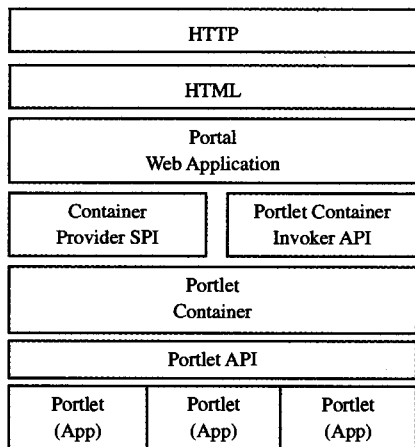 HTTP
HTML
Portal
Web Application
Container
Provider SPI
Portlet Container
Invoker API
Portlet
Container
Portlet API
Portlet
(App)
Portlet
(App)
Portlet
(App)